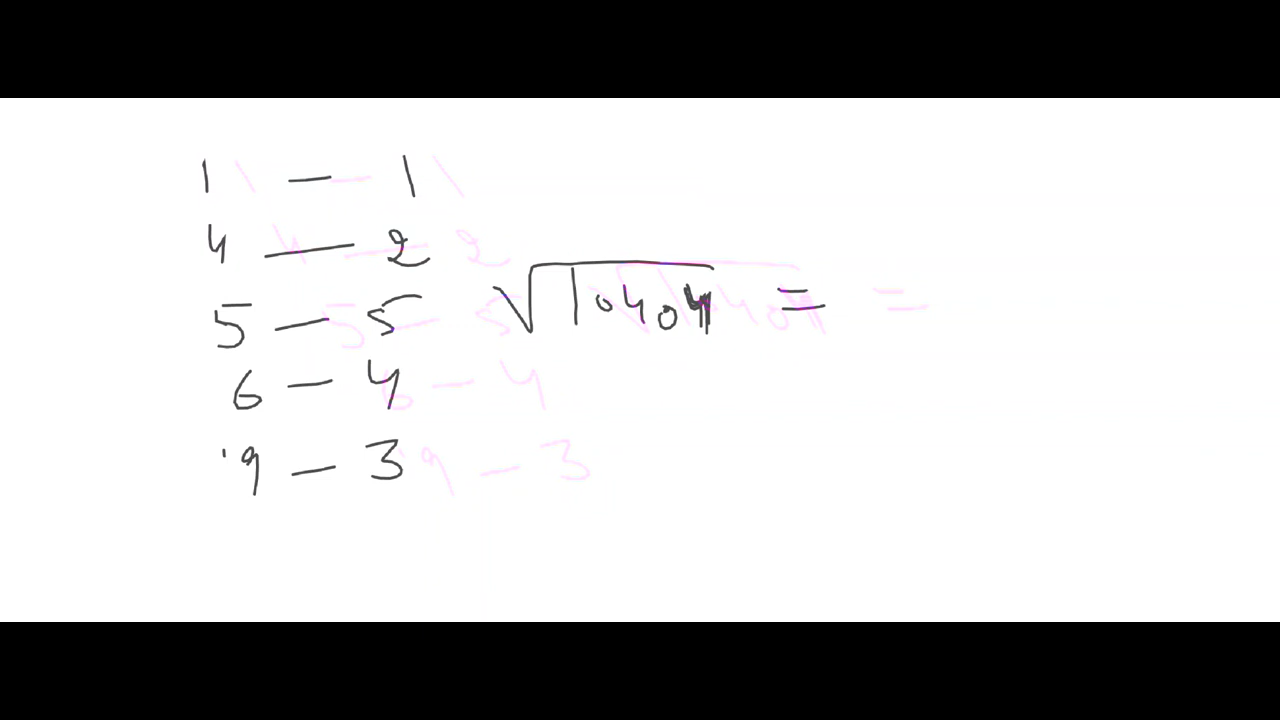 1 — 1
4 — 2
5 — 5
√10404 =
6 — 4
9 — 3